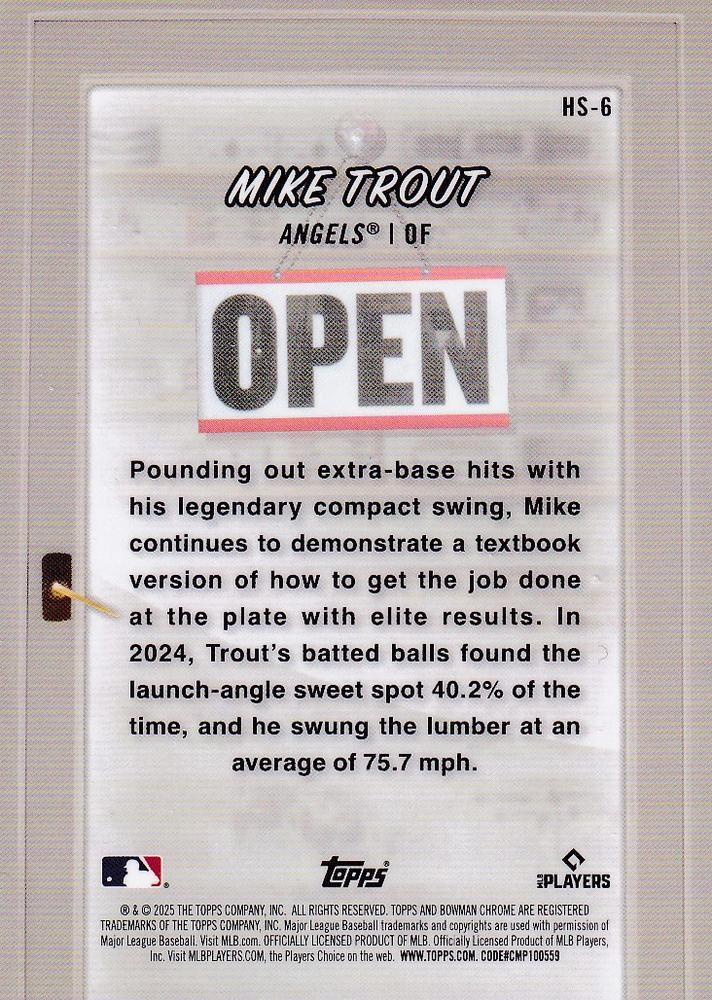 HS-6
MIKE TROUT
ANGELS® | OF
OPEN
Pounding out extra-base hits with
his legendary compact swing, Mike
continues to demonstrate a textbook
version of how to get the job done
at the plate with elite results. In
2024, Trout's batted balls found the
launch-angle sweet spot 40.2% of the
time, and he swung the lumber at an
average of 75.7 mph.
Topps® MLB PLAYERS
® & © 2025 THE TOPPS COMPANY, INC. ALL RIGHTS RESERVED. TOPPS AND BOWMAN CHROME ARE REGISTERED
TRADEMARKS OF THE TOPPS COMPANY, INC. Major League Baseball trademarks and copyrights are used with permission of
Major League Baseball. Visit MLB.com. OFFICIALLY LICENSED PRODUCT OF MLB. Officially Licensed Product of MLB Players,
Inc. Visit MLBPLAYERS.COM, the Players Choice on the web. WWW.TOPPS.COM. CODE#CMP100559